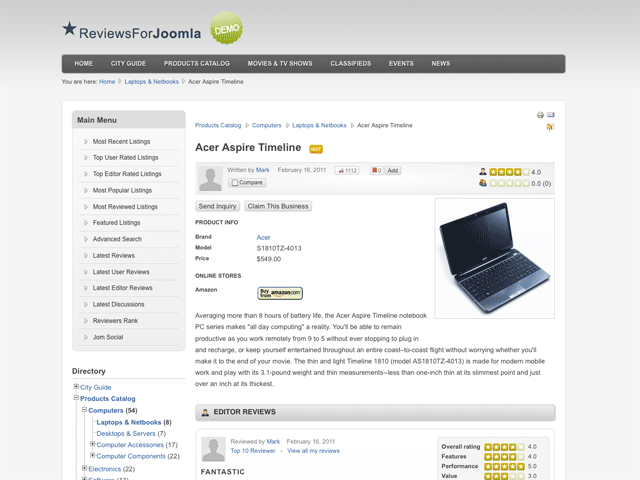 ReviewsForJoomla DEMO
HOME CITY GUIDE PRODUCTS CATALOG MOVIES & TV SHOWS CLASSIFIEDS EVENTS NEWS
You are here: Home Laptops & Netbooks Acer Aspire Timeline
Main Menu
Most Recent Listings
Top User Rated Listings
Top Editor Rated Listings
Most Popular Listings
Most Reviewed Listings
Featured Listings
Advanced Search
Latest Reviews
Latest User Reviews
Latest Editor Reviews
Latest Discussions
Reviewers Rank
Jom Social
Directory
City Guide
Products Catalog
Computers (54)
Laptops & Netbooks (8)
Desktops & Servers (7)
Computer Accessories (17)
Computer Components (22)
Electronics (22)
Software (13)
Products Catalog Computers Laptops & Netbooks Acer Aspire Timeline
Acer Aspire Timeline HOT
Written by Mark February 16, 2011 1112 0 Add
Compare
4.0
0.0 (0)
Send Inquiry Claim This Business
PRODUCT INFO
Brand Acer
Model S1810TZ-4013
Price $549.00
ONLINE STORES
Amazon Buy from amazon.com
Averaging more than 8 hours of battery life, the Acer Aspire Timeline notebook
PC series makes "all day computing" a reality. You'll be able to remain
productive as you work remotely from 9 to 5 without ever stopping to plug in
and recharge, or keep yourself entertained throughout an entire coast-to-coast flight without worrying whether you'll
make it to the end of your movie. The thin and light Timeline 1810 (model AS1810TZ-4013) is made for modern mobile
work and play with its 3.1-pound weight and thin measurements--less than one-inch thin at its slimmest point and just
over an inch at its thickest.
EDITOR REVIEWS
Reviewed by Mark February 16, 2011
Top 10 Reviewer - View all my reviews
FANTASTIC
Overall rating 4.0
Features 4.0
Performance 5.0
Value 3.0